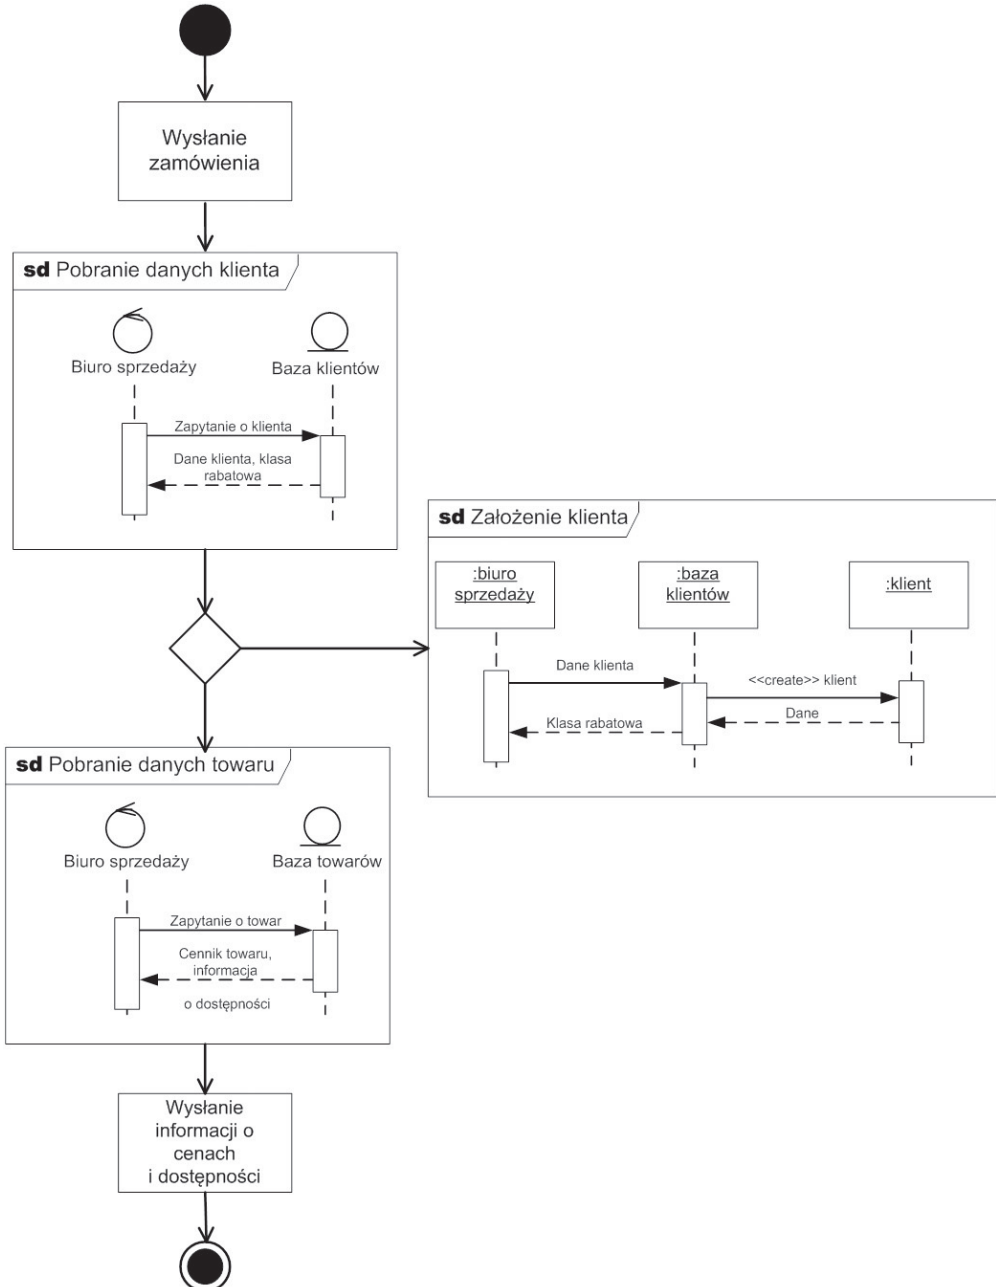 Wysłanie
zamówienia
sd Pobranie danych klienta
Biuro sprzedaży
Baza klientów
Zapytanie o klienta
Dane klienta, klasa
rabatowa
sd Założenie klienta
:biuro
sprzedaży
:baza
klientów
:klient
Dane klienta
<<create>> klient
Klasa rabatowa
Dane
sd Pobranie danych towaru
Biuro sprzedaży
Baza towarów
Zapytanie o towar
Cennik towaru,
informacja
o dostępności
Wysłanie
informacji o
cenach
i dostępności